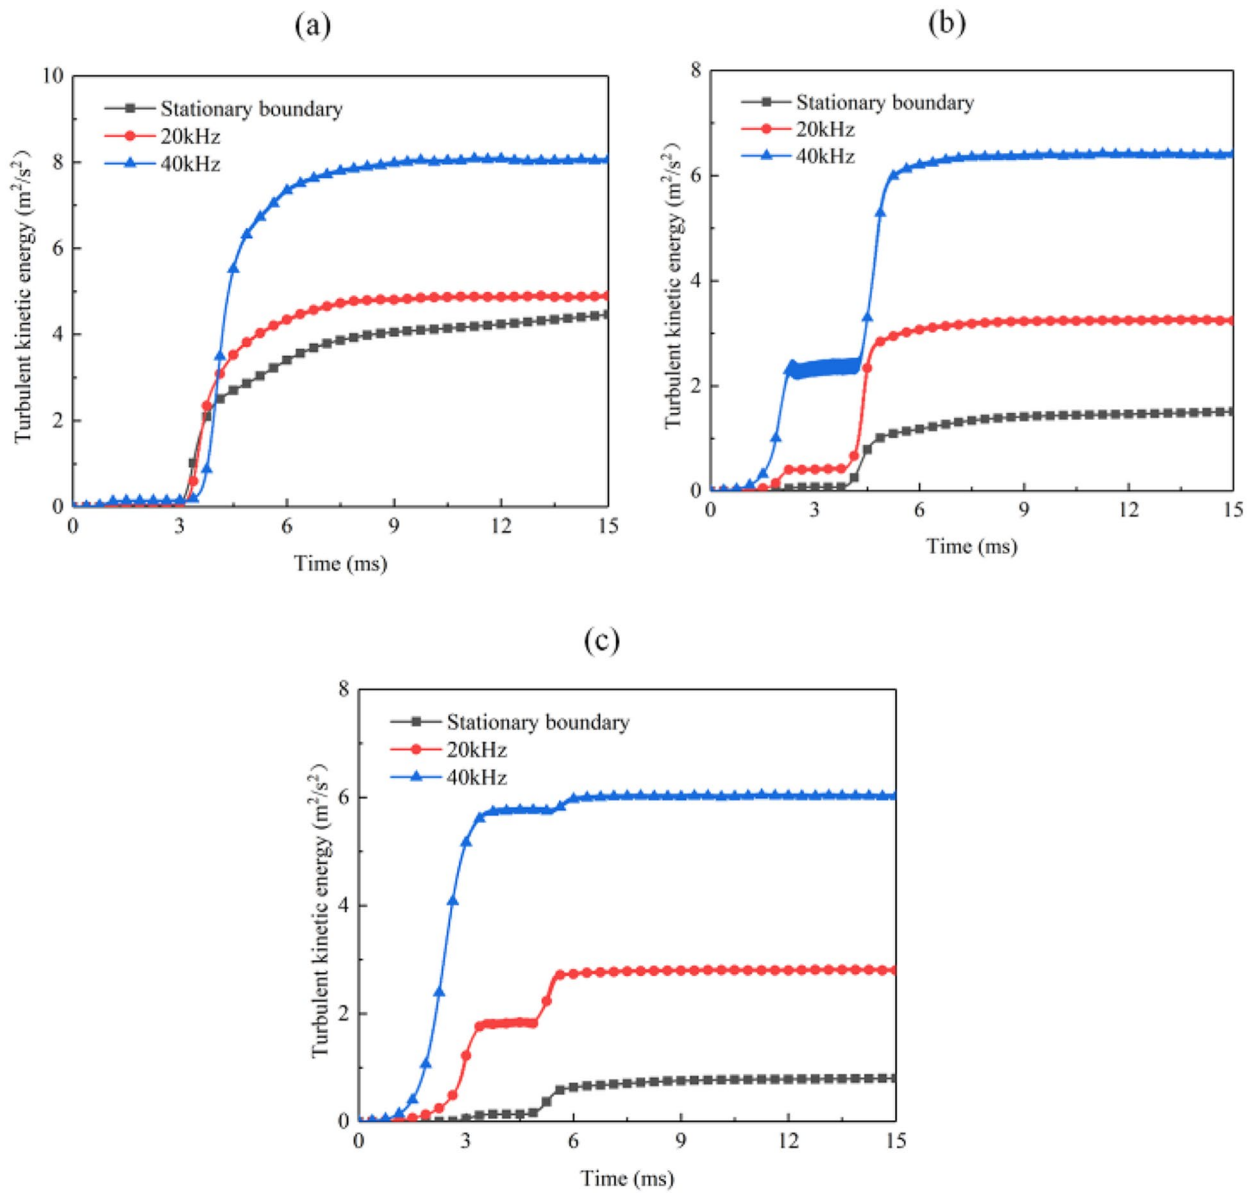 (a)
10
8
6
4
2
0
Turbulent kinetic energy (m²/s²)
Stationary boundary
20kHz
40kHz
0 3 6 9 12 15
Time (ms)
(b)
8
6
4
2
0
Turbulent kinetic energy (m²/s²)
Stationary boundary
20kHz
40kHz
0 3 6 9 12 15
Time (ms)
(c)
8
6
4
2
0
Turbulent kinetic energy (m²/s²)
Stationary boundary
20kHz
40kHz
0 3 6 9 12 15
Time (ms)